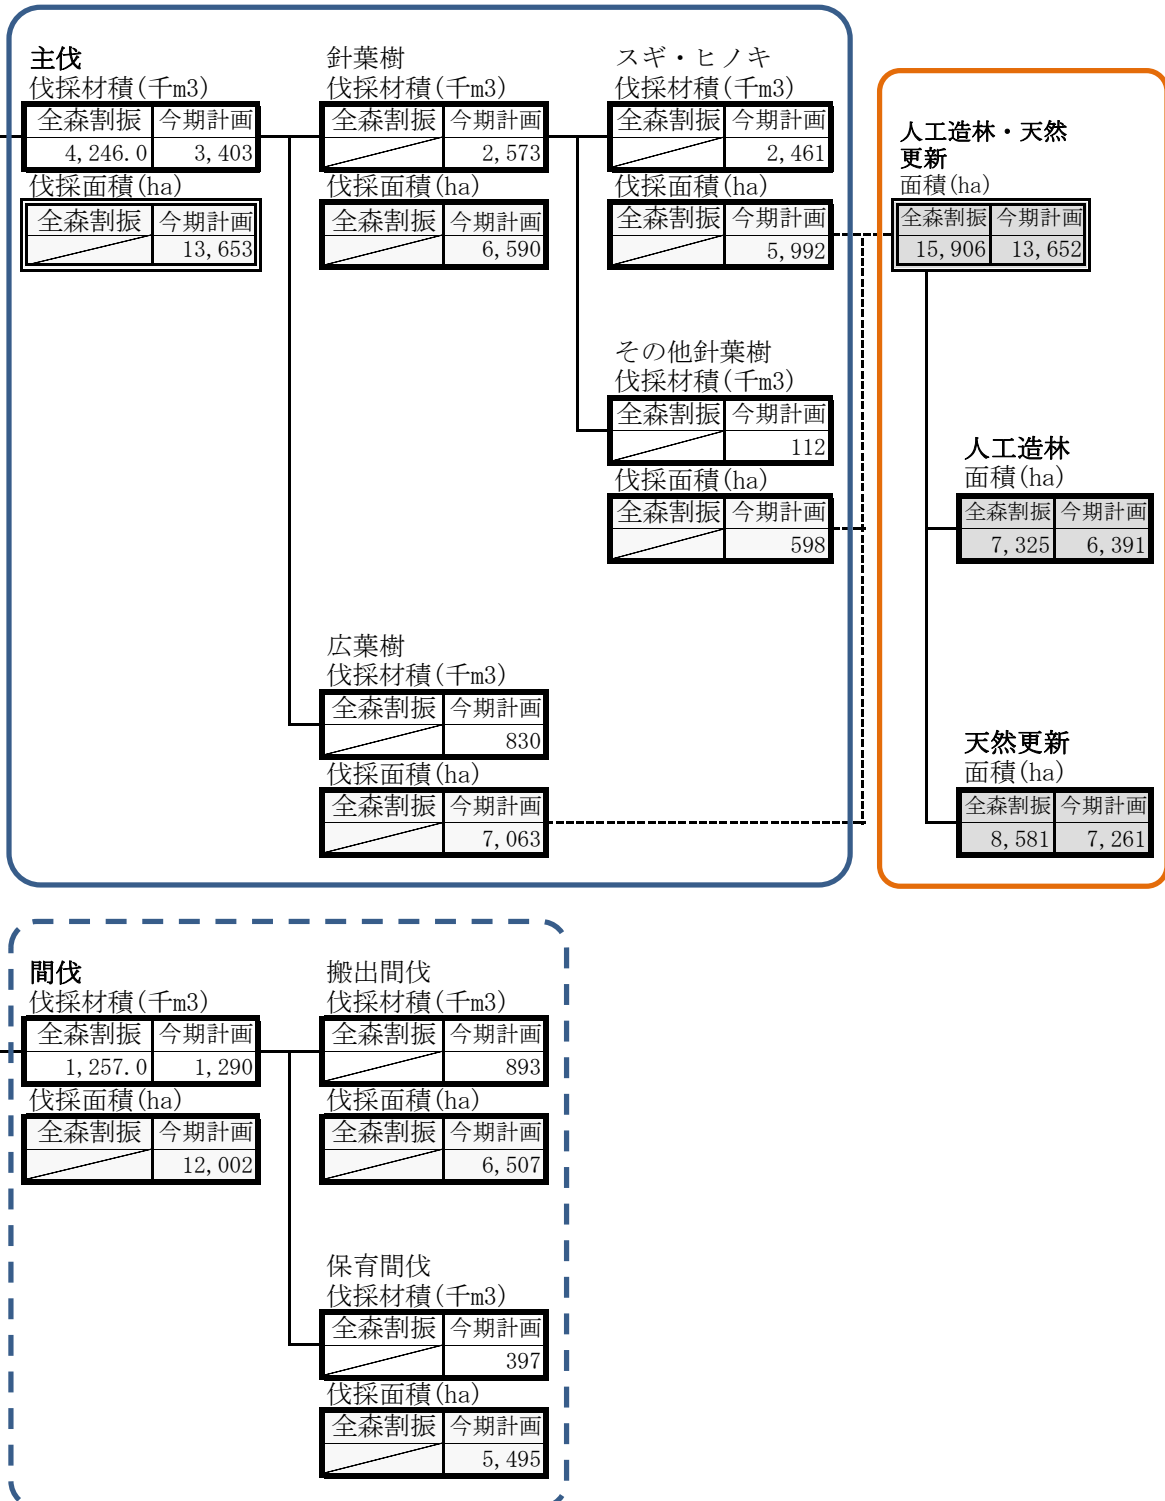 主伐
伐採材積(千m3)
全森割振 今期計画
4,246.0 3,403
伐採面積(ha)
全森割振 今期計画
13,653
針葉樹
伐採材積(千m3)
全森割振 今期計画
2,573
伐採面積(ha)
全森割振 今期計画
6,590
スギ・ヒノキ
伐採材積(千m3)
全森割振 今期計画
2,461
伐採面積(ha)
全森割振 今期計画
5,992
その他針葉樹
伐採材積(千m3)
全森割振 今期計画
112
伐採面積(ha)
全森割振 今期計画
598
広葉樹
伐採材積(千m3)
全森割振 今期計画
830
伐採面積(ha)
全森割振 今期計画
7,063
人工造林・天然
更新
面積(ha)
全森割振 今期計画
15,906 13,652
人工造林
面積(ha)
全森割振 今期計画
7,325 6,391
天然更新
面積(ha)
全森割振 今期計画
8,581 7,261
間伐
伐採材積(千m3)
全森割振 今期計画
1,257.0 1,290
伐採面積(ha)
全森割振 今期計画
12,002
搬出間伐
伐採材積(千m3)
全森割振 今期計画
893
伐採面積(ha)
全森割振 今期計画
6,507
保育間伐
伐採材積(千m3)
全森割振 今期計画
397
伐採面積(ha)
全森割振 今期計画
5,495